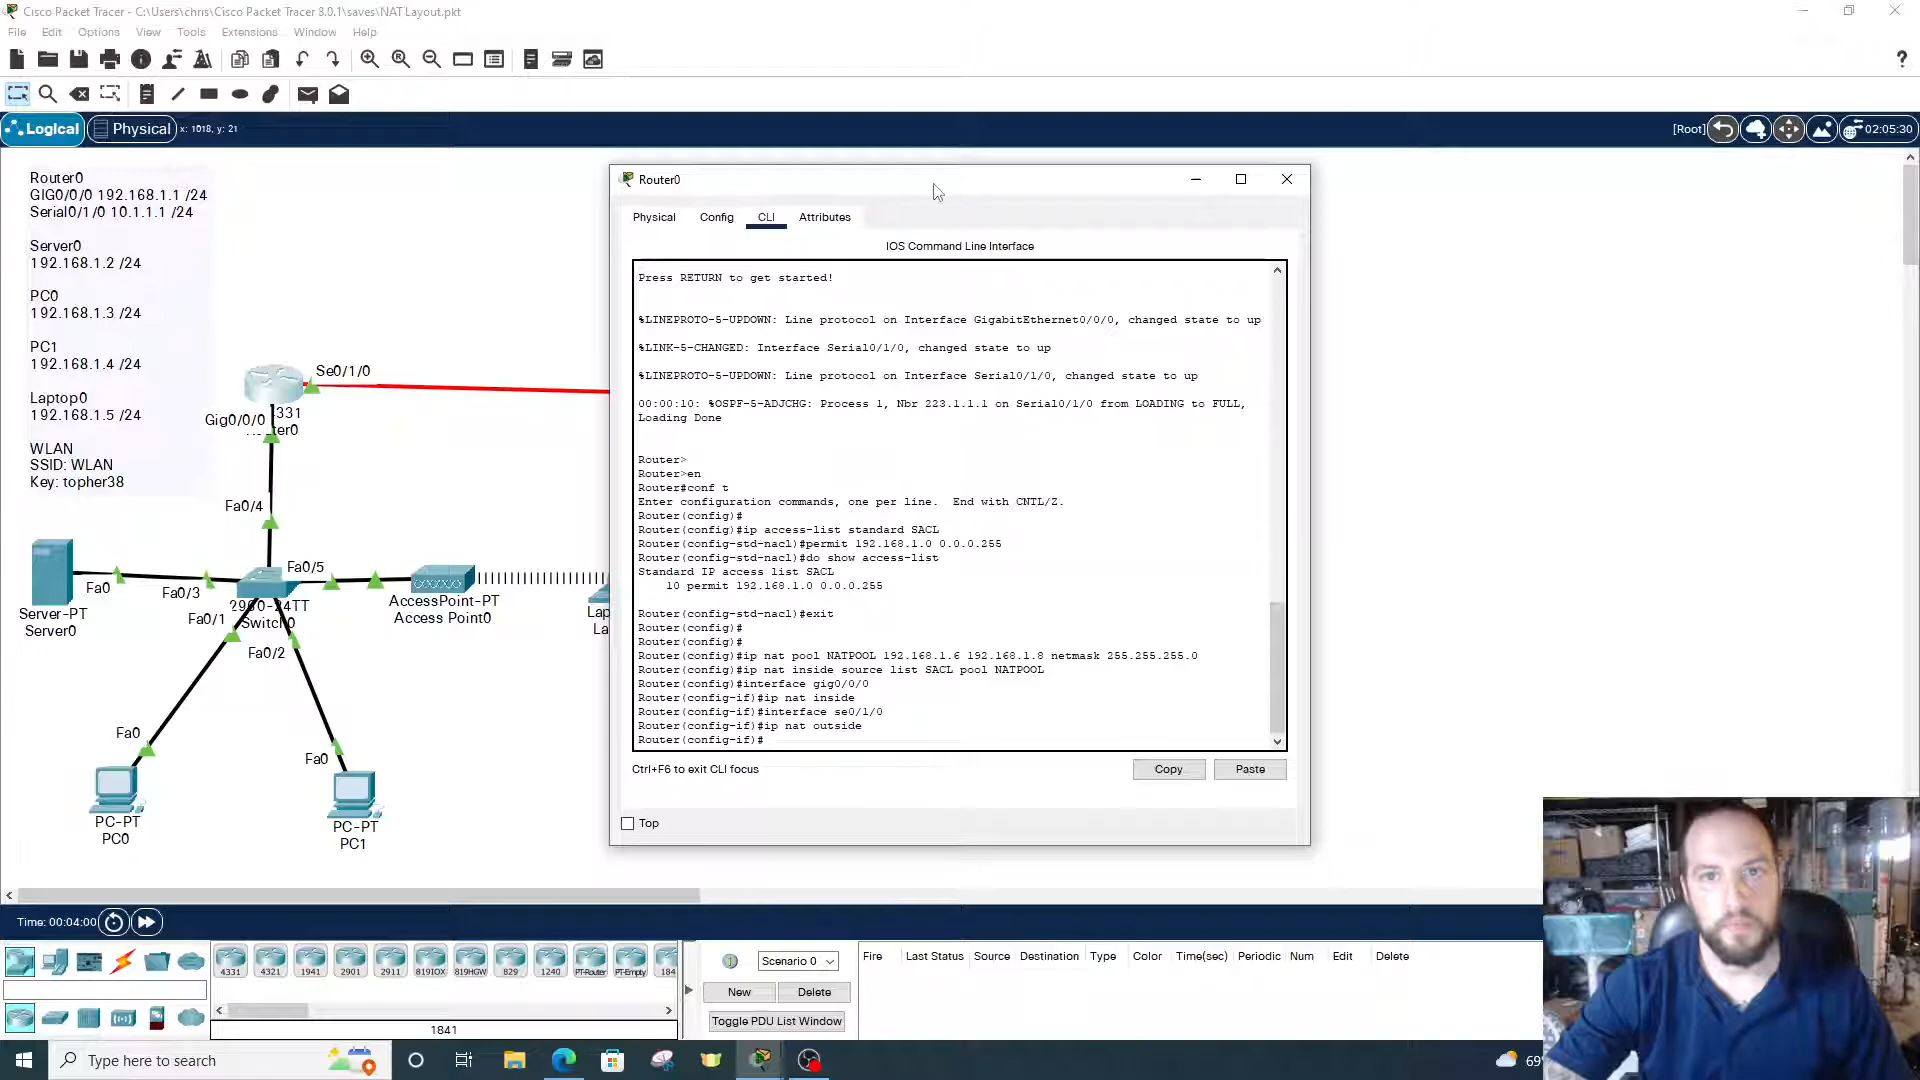 Cisco Packet Tracer - C:\Users\chris\Cisco Packet Tracer 8.0.1\saves\NAT Layout.pkt
File Edit Options View Tools Extensions Window Help
?
Logical Physical x: 1018, y: 21
[Root] 02:05:30
Router0
GIG0/0/0 192.168.1.1 /24
Serial0/1/0 10.1.1.1 /24
Server0
192.168.1.2 /24
PC0
192.168.1.3 /24
PC1
192.168.1.4 /24
Laptop0
192.168.1.5 /24
WLAN
SSID: WLAN
Key: topher38
Se0/1/0
Gig0/0/0
Fa0/4
Fa0/5
Fa0
Fa0/3
Server-PT
Server0
2960-24TT
Switch0
Fa0/1
Fa0/2
AccessPoint-PT
Access Point0
Fa0
PC-PT
PC0
Fa0
PC-PT
PC1
Router0
Physical Config CLI Attributes
IOS Command Line Interface
Press RETURN to get started!
%LINEPROTO-5-UPDOWN: Line protocol on Interface GigabitEthernet0/0/0, changed state to up
%LINK-5-CHANGED: Interface Serial0/1/0, changed state to up
%LINEPROTO-5-UPDOWN: Line protocol on Interface Serial0/1/0, changed state to up
00:00:10: %OSPF-5-ADJCHG: Process 1, Nbr 223.1.1.1 on Serial0/1/0 from LOADING to FULL,
Loading Done
Router>
Router>en
Router#conf t
Enter configuration commands, one per line.  End with CNTL/Z.
Router(config)#
Router(config)#ip access-list standard SACL
Router(config-std-nacl)#permit 192.168.1.0 0.0.0.255
Router(config-std-nacl)#do show access-list
Standard IP access list SACL
10 permit 192.168.1.0 0.0.0.255
Router(config-std-nacl)#exit
Router(config)#
Router(config)#
Router(config)#ip nat pool NATPOOL 192.168.1.6 192.168.1.8 netmask 255.255.255.0
Router(config)#ip nat inside source list SACL pool NATPOOL
Router(config)#interface gig0/0/0
Router(config-if)#ip nat inside
Router(config-if)#interface se0/1/0
Router(config-if)#ip nat outside
Router(config-if)#
Ctrl+F6 to exit CLI focus Copy Paste
Top
Time: 00:04:00
4331 4321 1941 2901 2911 819IOX 819HGW 829 1240 PT-Router PT-Empty 184
1841
Scenario 0
New Delete
Toggle PDU List Window
Fire Last Status Source Destination Type Color Time(sec) Periodic Num Edit Delete
Type here to search
69